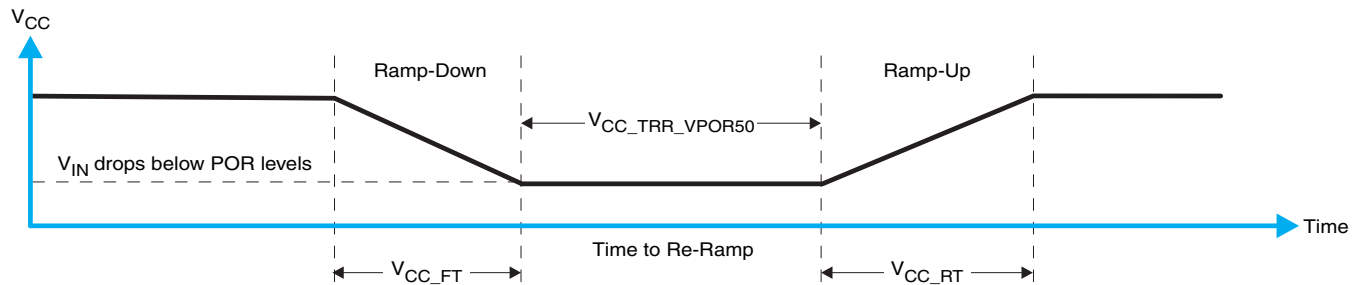 VCC
Ramp-Down
Ramp-Up
VCC_TRR_VPOR50
VIN drops below POR levels
Time
Time to Re-Ramp
VCC_FT
VCC_RT